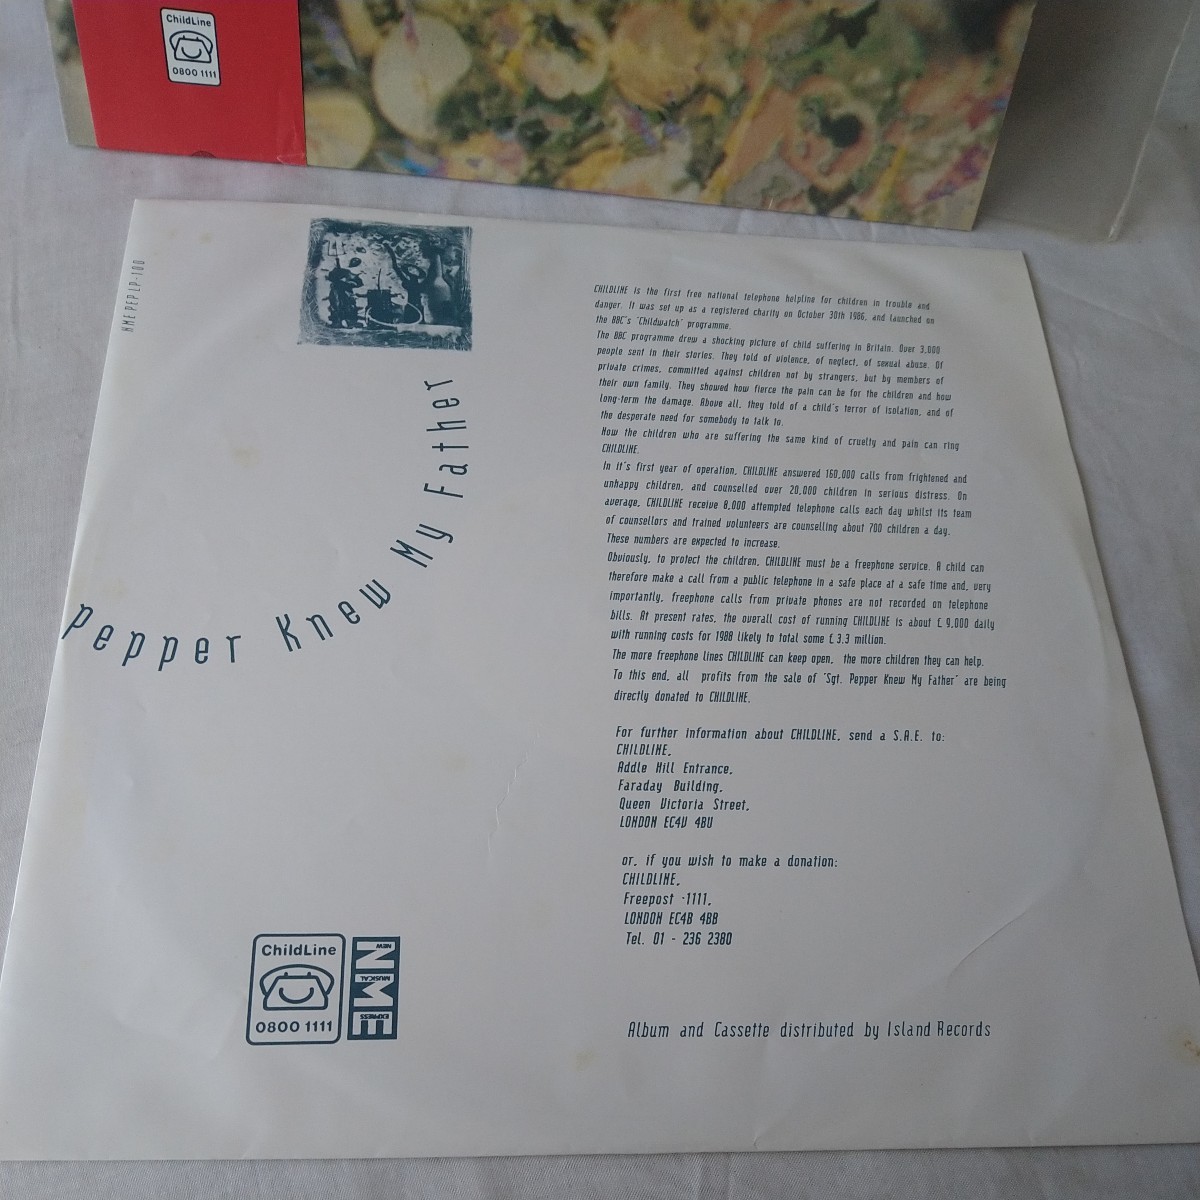 ChildLine
0800 1111
NME PEP LP-100
Pepper Knew My Father
CHILDLINE is the first free national telephone helpline for children in trouble and
danger. It was set up as a registered charity on October 30th 1986, and launched on
the BBC's 'Childwatch' programme.
The BBC programme drew a shocking picture of child suffering in Britain. Over 3,000
people sent in their stories. They told of violence, of neglect, of sexual abuse. Of
private crimes, committed against children not by strangers, but by members of
their own family. They showed how fierce the pain can be for the children and how
long-term the damage. Above all, they told of a child's terror of isolation, and of
the desperate need for somebody to talk to.
Now the children who are suffering the same kind of cruelty and pain can ring
CHILDLINE.
In it's first year of operation, CHILDLINE answered 160,000 calls from frightened and
unhappy children, and counselled over 20,000 children in serious distress. On
average, CHILDLINE receive 8,000 attempted telephone calls each day whilst its team
of counsellors and trained volunteers are counselling about 700 children a day.
These numbers are expected to increase.
Obviously, to protect the children, CHILDLINE must be a freephone service. A child can
therefore make a call from a public telephone in a safe place at a safe time and, very
importantly, freephone calls from private phones are not recorded on telephone
bills. At present rates, the overall cost of running CHILDLINE is about £ 9,000 daily
with running costs for 1988 likely to total some £ 3.3 million.
The more freephone lines CHILDLINE can keep open, the more children they can help.
To this end, all profits from the sale of 'Sgt. Pepper Knew My Father' are being
directly donated to CHILDLINE.
For further information about CHILDLINE, send a S.A.E. to:
CHILDLINE,
Addle Hill Entrance,
Faraday Building,
Queen Victoria Street,
LONDON EC4V 4BU
or, if you wish to make a donation:
CHILDLINE,
Freepost -1111,
LONDON EC4B 4BB
Tel. 01 - 236 2380
ChildLine
0800 1111
NEW
MUSICAL
EXPRESS
NME
Album and Cassette distributed by Island Records